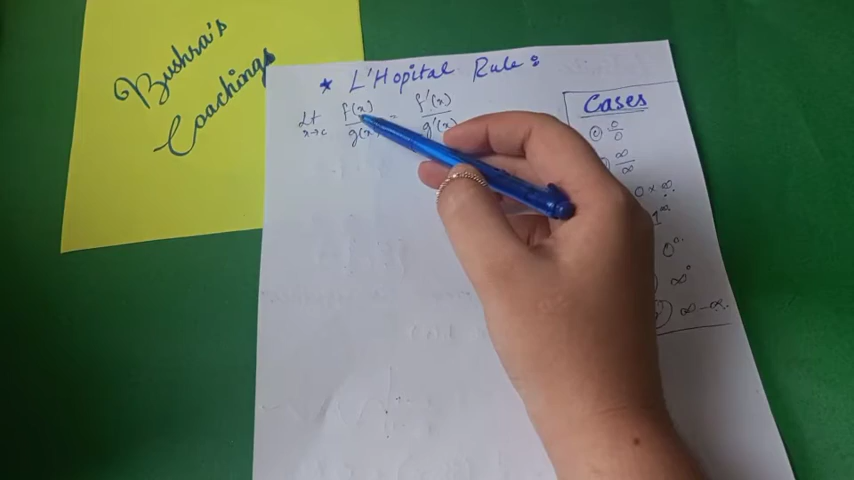 Bushra's
Coachings
* L'Hopital Rule:
Lt x→c f(x)/g(x) = f'(x)/g'(x)
Cases
0/0
∞/∞
0 × ∞
1^∞
0^0
∞^0
∞ - ∞